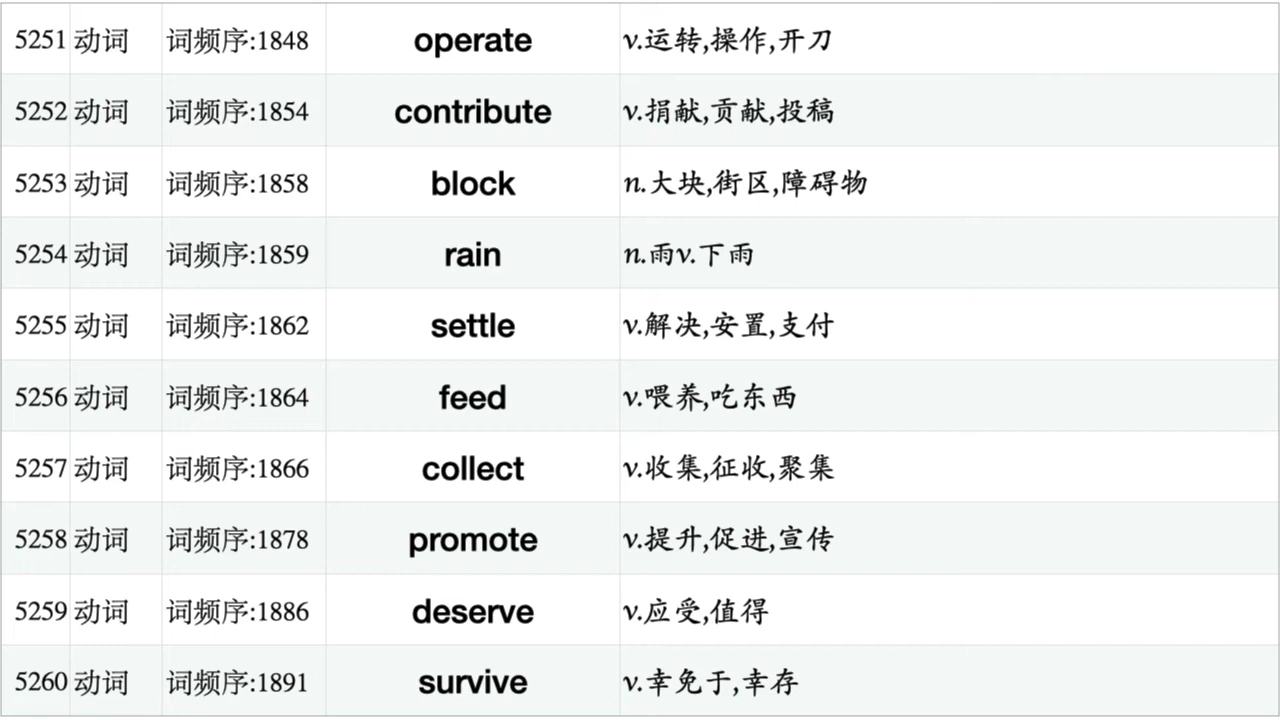 5251 动词 词频序:1848 operate v.运转,操作,开刀
5252 动词 词频序:1854 contribute v.捐献,贡献,投稿
5253 动词 词频序:1858 block n.大块,街区,障碍物
5254 动词 词频序:1859 rain n.雨v.下雨
5255 动词 词频序:1862 settle v.解决,安置,支付
5256 动词 词频序:1864 feed v.喂养,吃东西
5257 动词 词频序:1866 collect v.收集,征收,聚集
5258 动词 词频序:1878 promote v.提升,促进,宣传
5259 动词 词频序:1886 deserve v.应受,值得
5260 动词 词频序:1891 survive v.幸免于,幸存